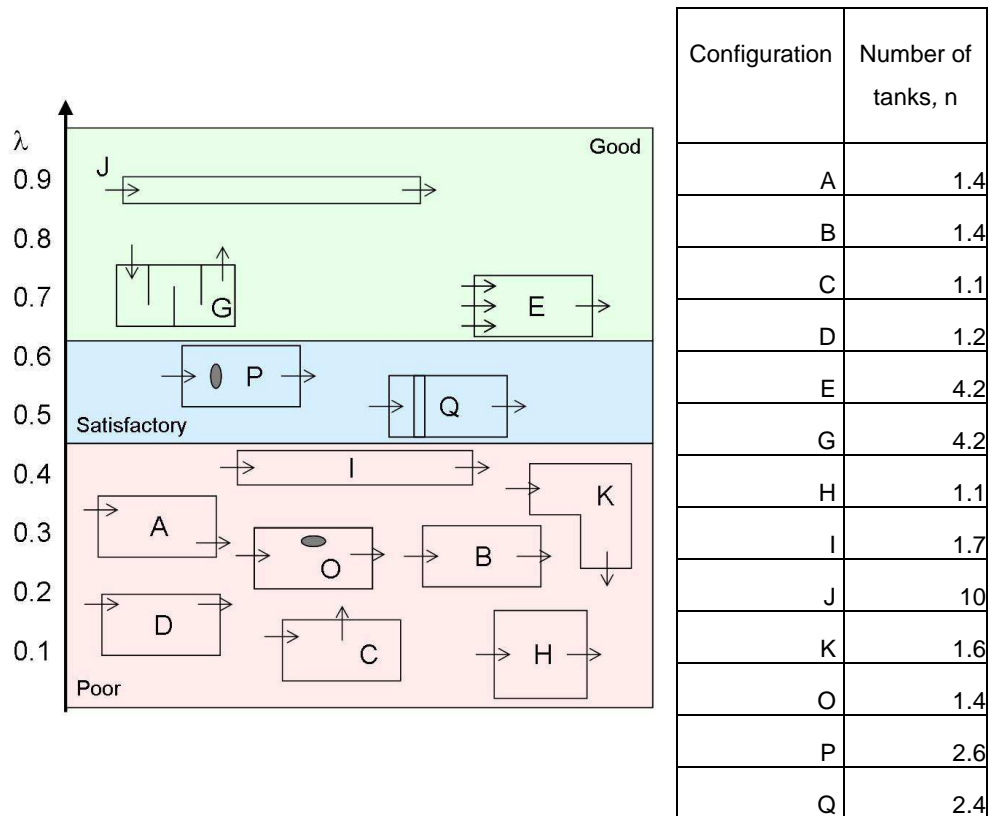 λ
0.9
0.8
0.7
0.6
0.5
0.4
0.3
0.2
0.1
Good
J
G
E
P
Q
Satisfactory
I
K
A
O
B
D
C
H
Poor
Configuration Number of
tanks, n
A 1.4
B 1.4
C 1.1
D 1.2
E 4.2
G 4.2
H 1.1
I 1.7
J 10
K 1.6
O 1.4
P 2.6
Q 2.4